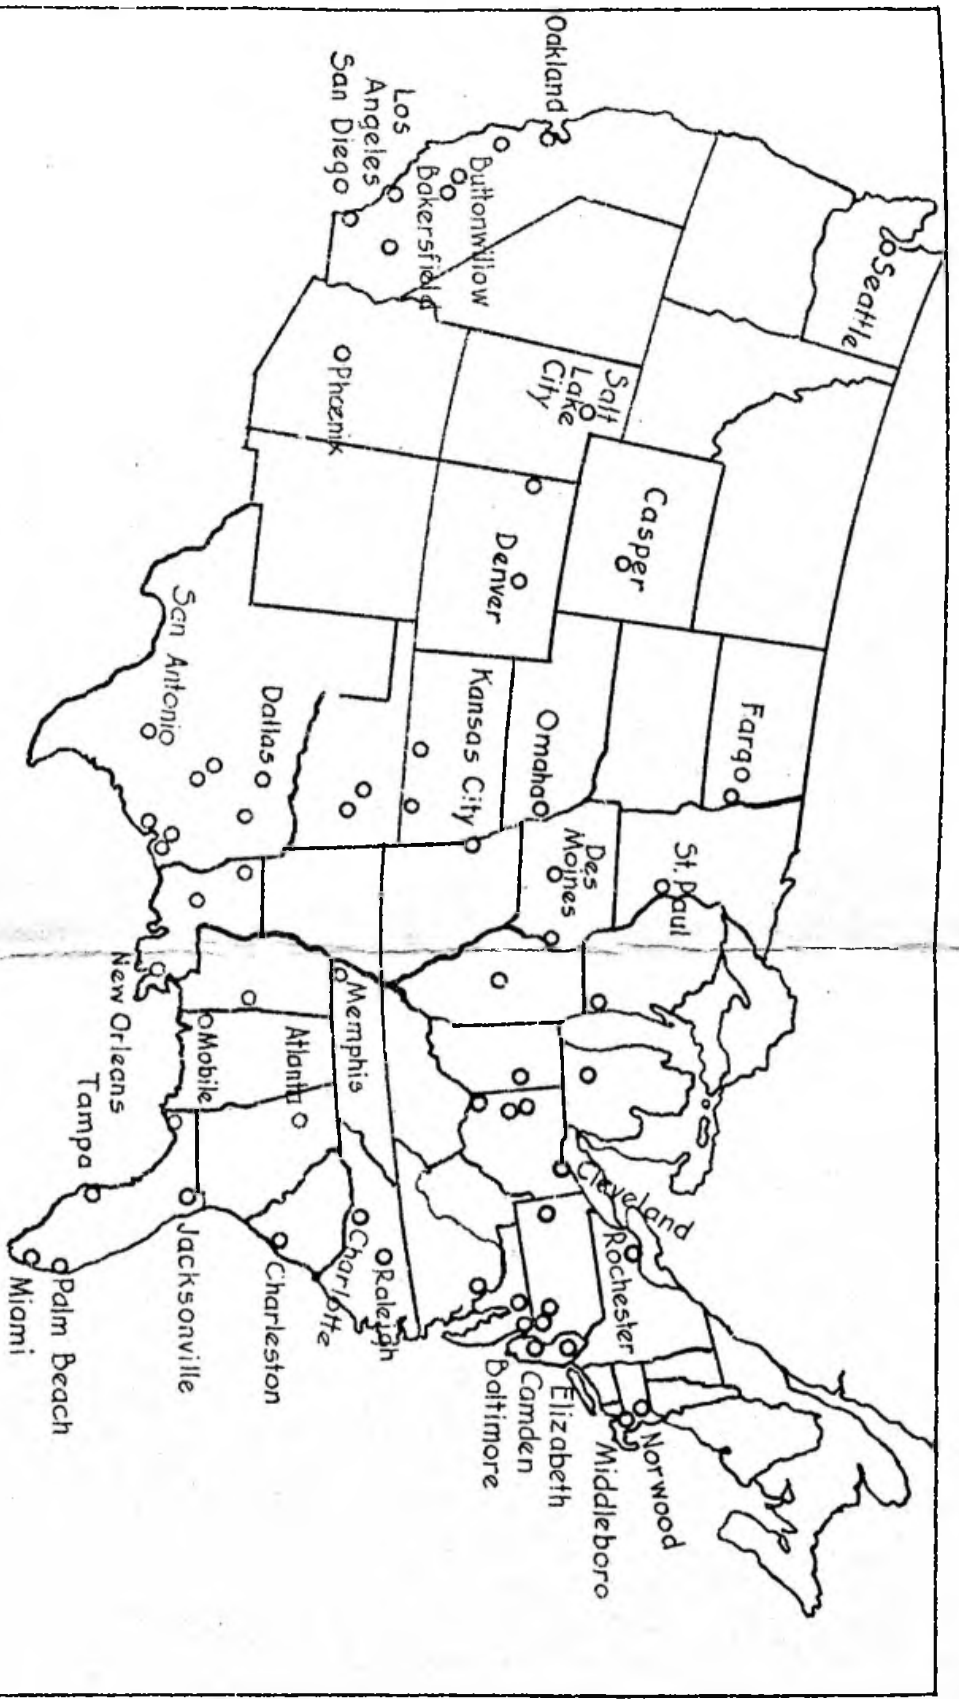 Seattle
Oakland
Buttonwillow
Bakersfield
Los
Angeles
San Diego
Salt
Lake
City
Phoenix
Casper
Denver
Fargo
Omaha
Kansas City
Dallas
San Antonio
St. Paul
Des
Moines
Memphis
Atlanta
Mobile
New Orleans
Tampa
Cleveland
Rochester
Norwood
Middleboro
Elizabeth
Camden
Baltimore
Raleigh
Charlotte
Charleston
Jacksonville
Palm Beach
Miami